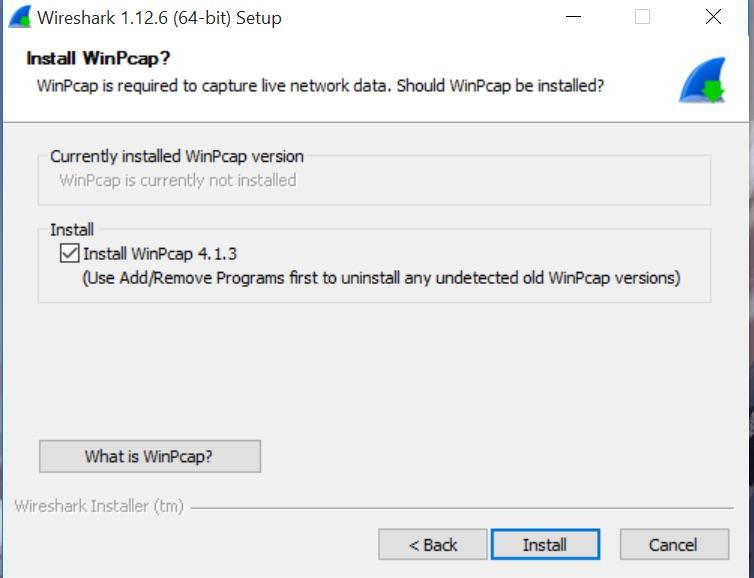 Wireshark 1.12.6 (64-bit) Setup
Install WinPcap?
WinPcap is required to capture live network data. Should WinPcap be installed?
Currently installed WinPcap version
WinPcap is currently not installed
Install
Install WinPcap 4.1.3
(Use Add/Remove Programs first to uninstall any undetected old WinPcap versions)
What is WinPcap?
Wireshark Installer (tm)
< Back
Install
Cancel